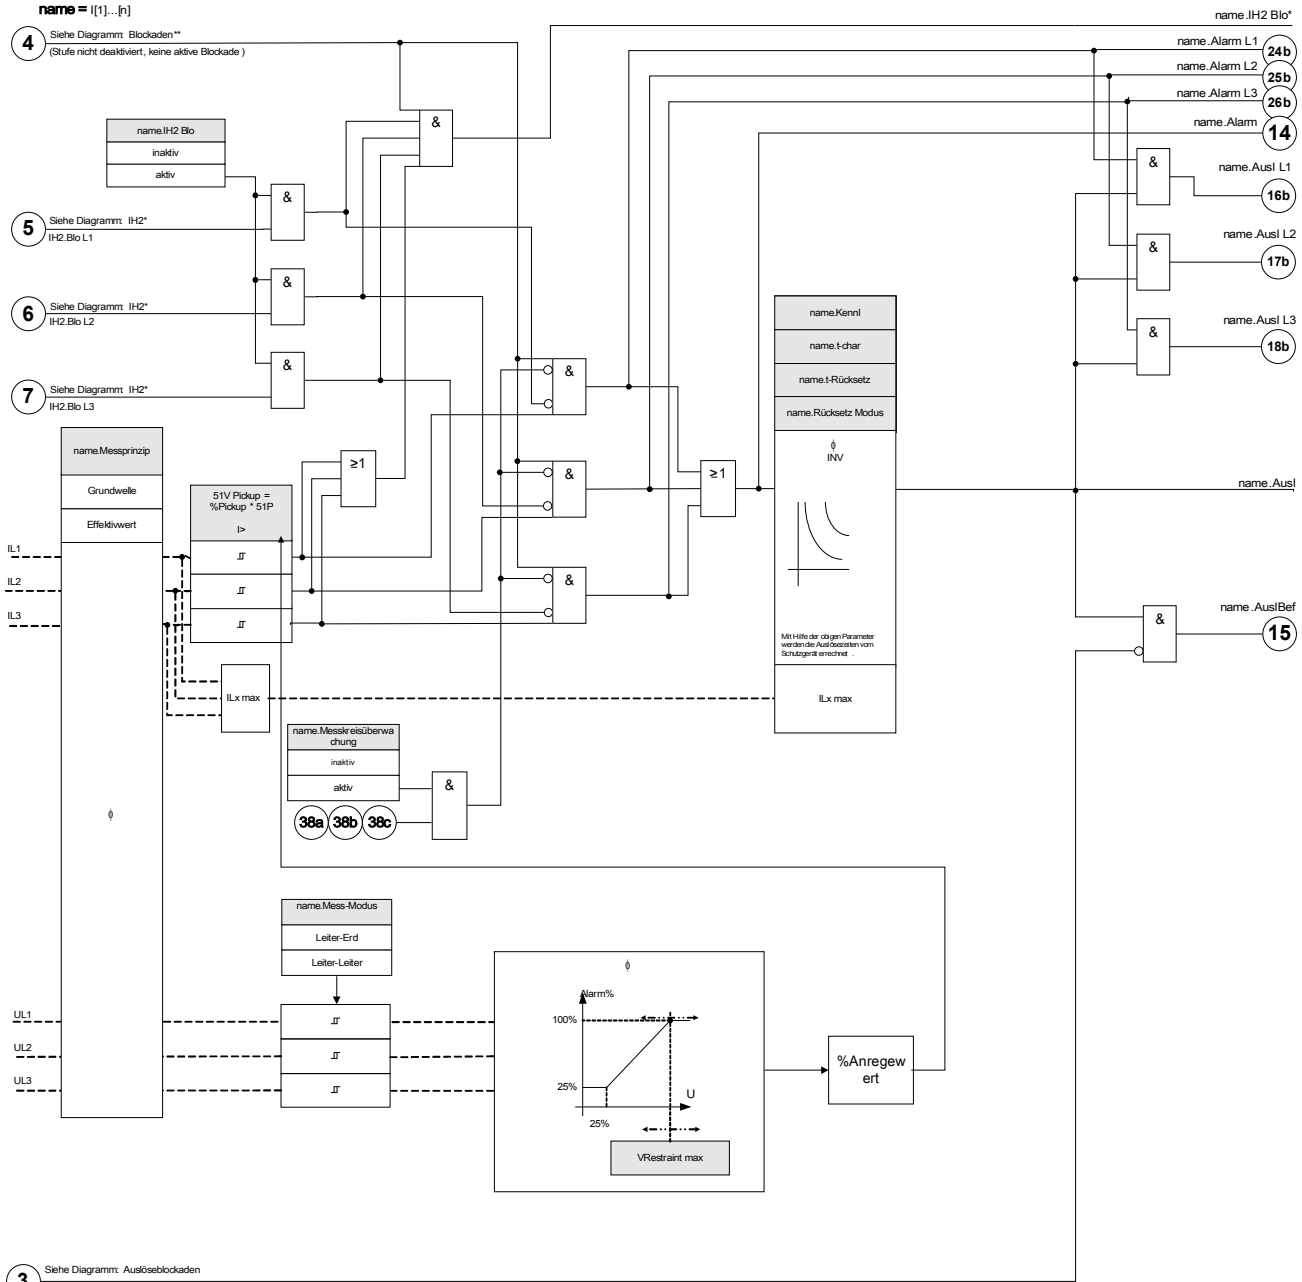 name = I[1]...[n]
name.IH2 Blo*
4
Siehe Diagramm: Blockaden**
(Stufe nicht deaktiviert, keine aktive Blockade )
name.Alarm L1
24b
name.Alarm L2
25b
name.Alarm L3
26b
name.Alarm
14
name.IH2 Blo
inaktiv
aktiv
&
&
&
name.Ausl L1
16b
5
Siehe Diagramm: IH2*
IH2.Blo L1
&
name.Ausl L2
17b
&
6
Siehe Diagramm: IH2*
IH2.Blo L2
&
name.Ausl L3
18b
&
7
Siehe Diagramm: IH2*
IH2.Blo L3
name.Kennl
name.t-char
name.t-Rücksetz
name.Rücksetz Modus
ϕ
INV
&
&
&
name.Messprinzip
Grundwelle
Effektivwert
≥1
≥1
51V Pickup =
%Pickup * 51P
I>
name.Ausl
IL1
IL2
IL3
Mit Hilfe der obigen Parameter
werden die Auslösezeiten vom
Schutzgerät errechnet .
ILx max
ILx max
&
name.AuslBef
15
name.Messkreisüberwa
chung
inaktiv
aktiv
&
38a
38b
38c
ϕ
name.Mess-Modus
Leiter-Erd
Leiter-Leiter
UL1
UL2
UL3
ϕ
Alarm%
100%
25%
U
25%
VRestraint max
%Anregew
ert
3
Siehe Diagramm: Auslöseblockaden